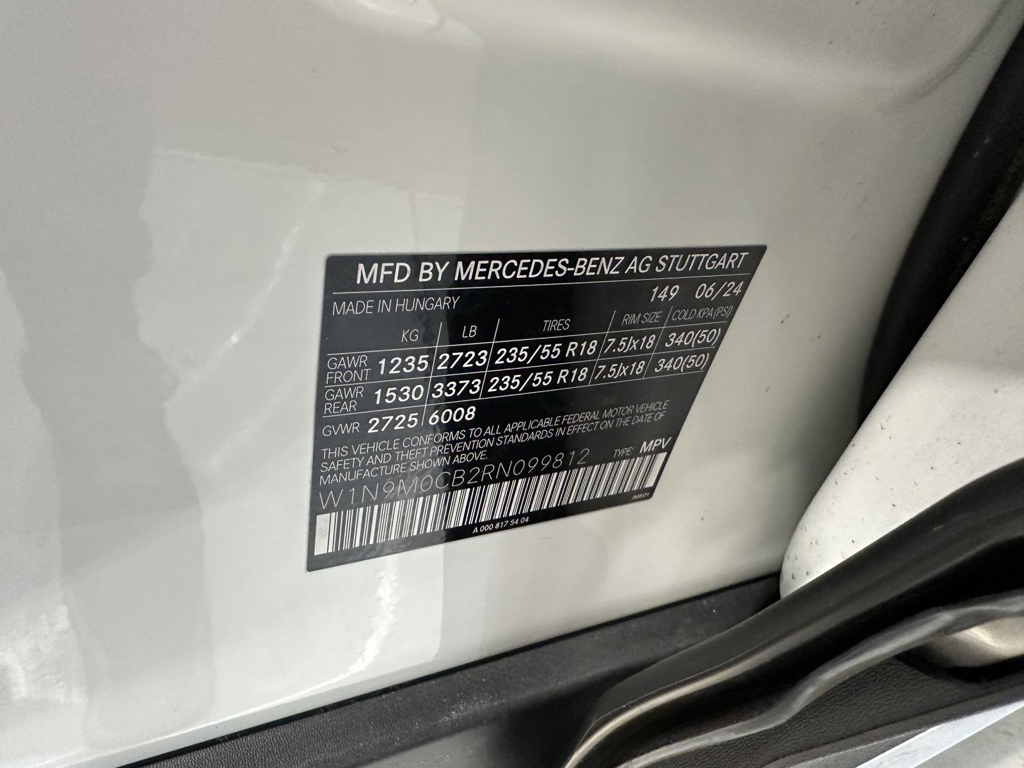 MFD BY MERCEDES-BENZ AG STUTTGART
MADE IN HUNGARY 149 06/24
KG LB TIRES RIM SIZE COLD KPA(PSI)
GAWR FRONT 1235 2723 235/55 R18 7.5Jx18 340(50)
GAWR REAR 1530 3373 235/55 R18 7.5Jx18 340(50)
GVWR 2725 6008
THIS VEHICLE CONFORMS TO ALL APPLICABLE FEDERAL MOTOR VEHICLE
SAFETY AND THEFT PREVENTION STANDARDS IN EFFECT ON THE DATE OF
MANUFACTURE SHOWN ABOVE. TYPE: MPV
W1N9M0CB2RN099812
A 000 817 54 04